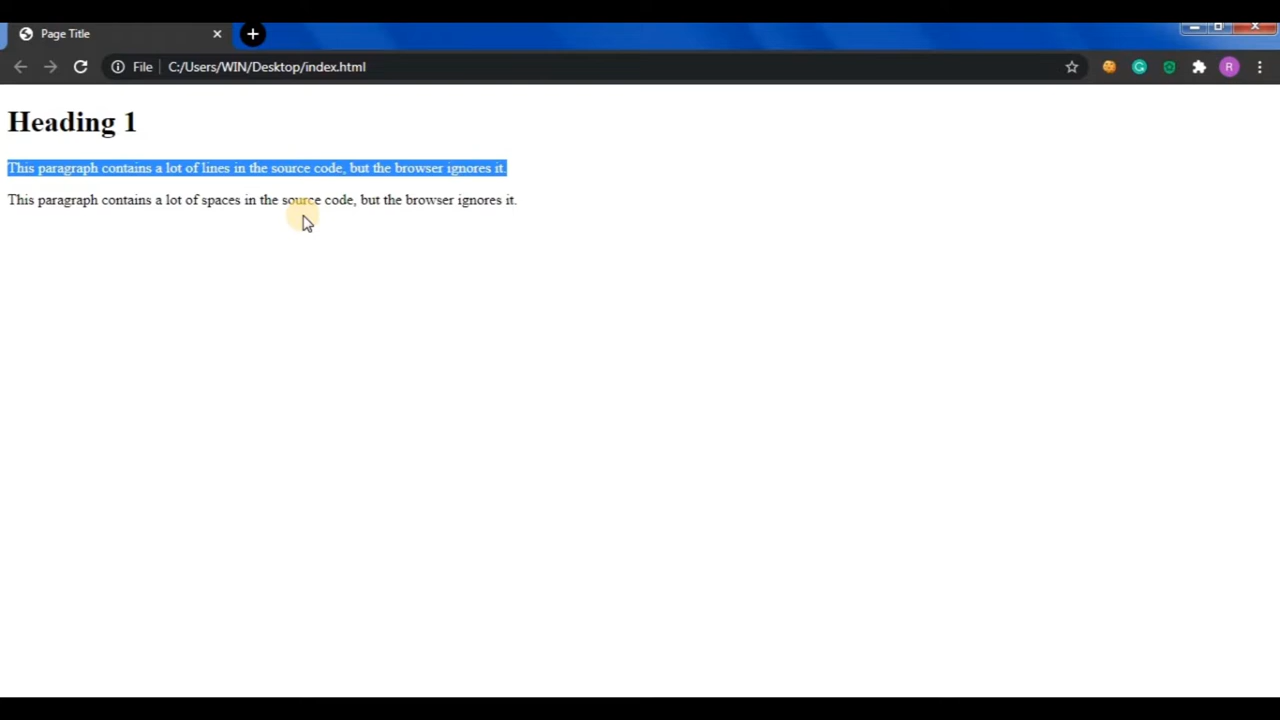 Page Title
File C:/Users/WIN/Desktop/index.html
R
Heading 1
This paragraph contains a lot of lines in the source code, but the browser ignores it.
This paragraph contains a lot of spaces in the source code, but the browser ignores it.